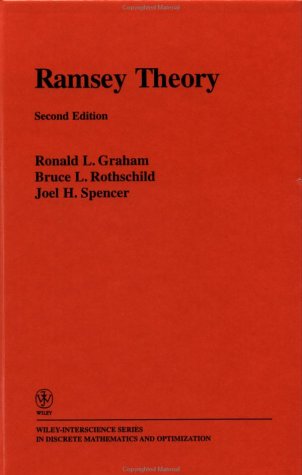 Ramsey Theory
Second Edition
Ronald L. Graham
Bruce L. Rothschild
Joel H. Spencer
WILEY
WILEY-INTERSCIENCE SERIES
IN DISCRETE MATHEMATICS AND OPTIMIZATION